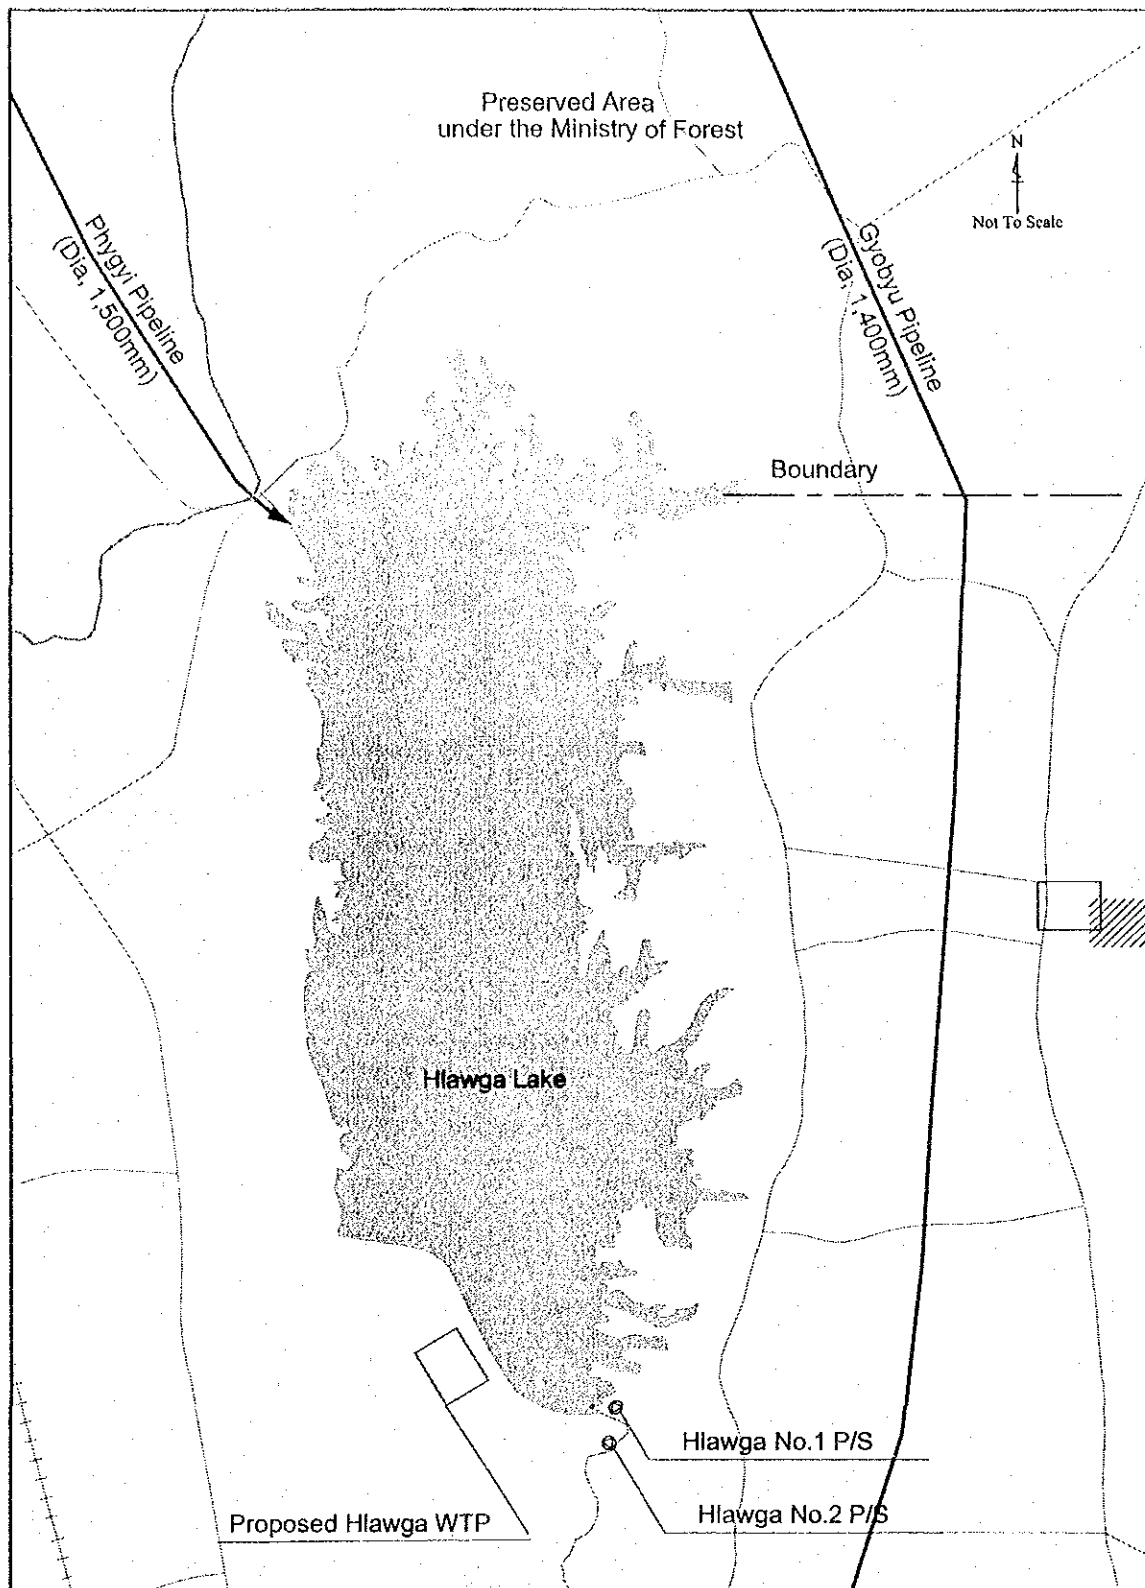 Preserved Area
under the Ministry of Forest
N
Not To Scale
Phygyi Pipeline
(Dia, 1,500mm)
Gyobyu Pipeline
(Dia, 1,400mm)
Boundary
Hlawga Lake
Hlawga No.1 P/S
Hlawga No.2 P/S
Proposed Hlawga WTP